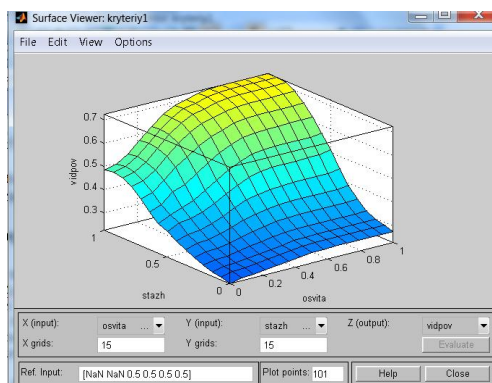 Surface Viewer: kryteriy1
File Edit View Options
0.7
0.6
0.5
0.4
0.3
vidpov
1
0.5
0
stazh
0
0.2
0.4
0.6
0.8
1
osvita
X (input): osvita ... Y (input): stazh ... Z (output): vidpov
X grids: 15 Y grids: 15 Evaluate
Ref. Input: [NaN NaN 0.5 0.5 0.5 0.5] Plot points: 101 Help Close